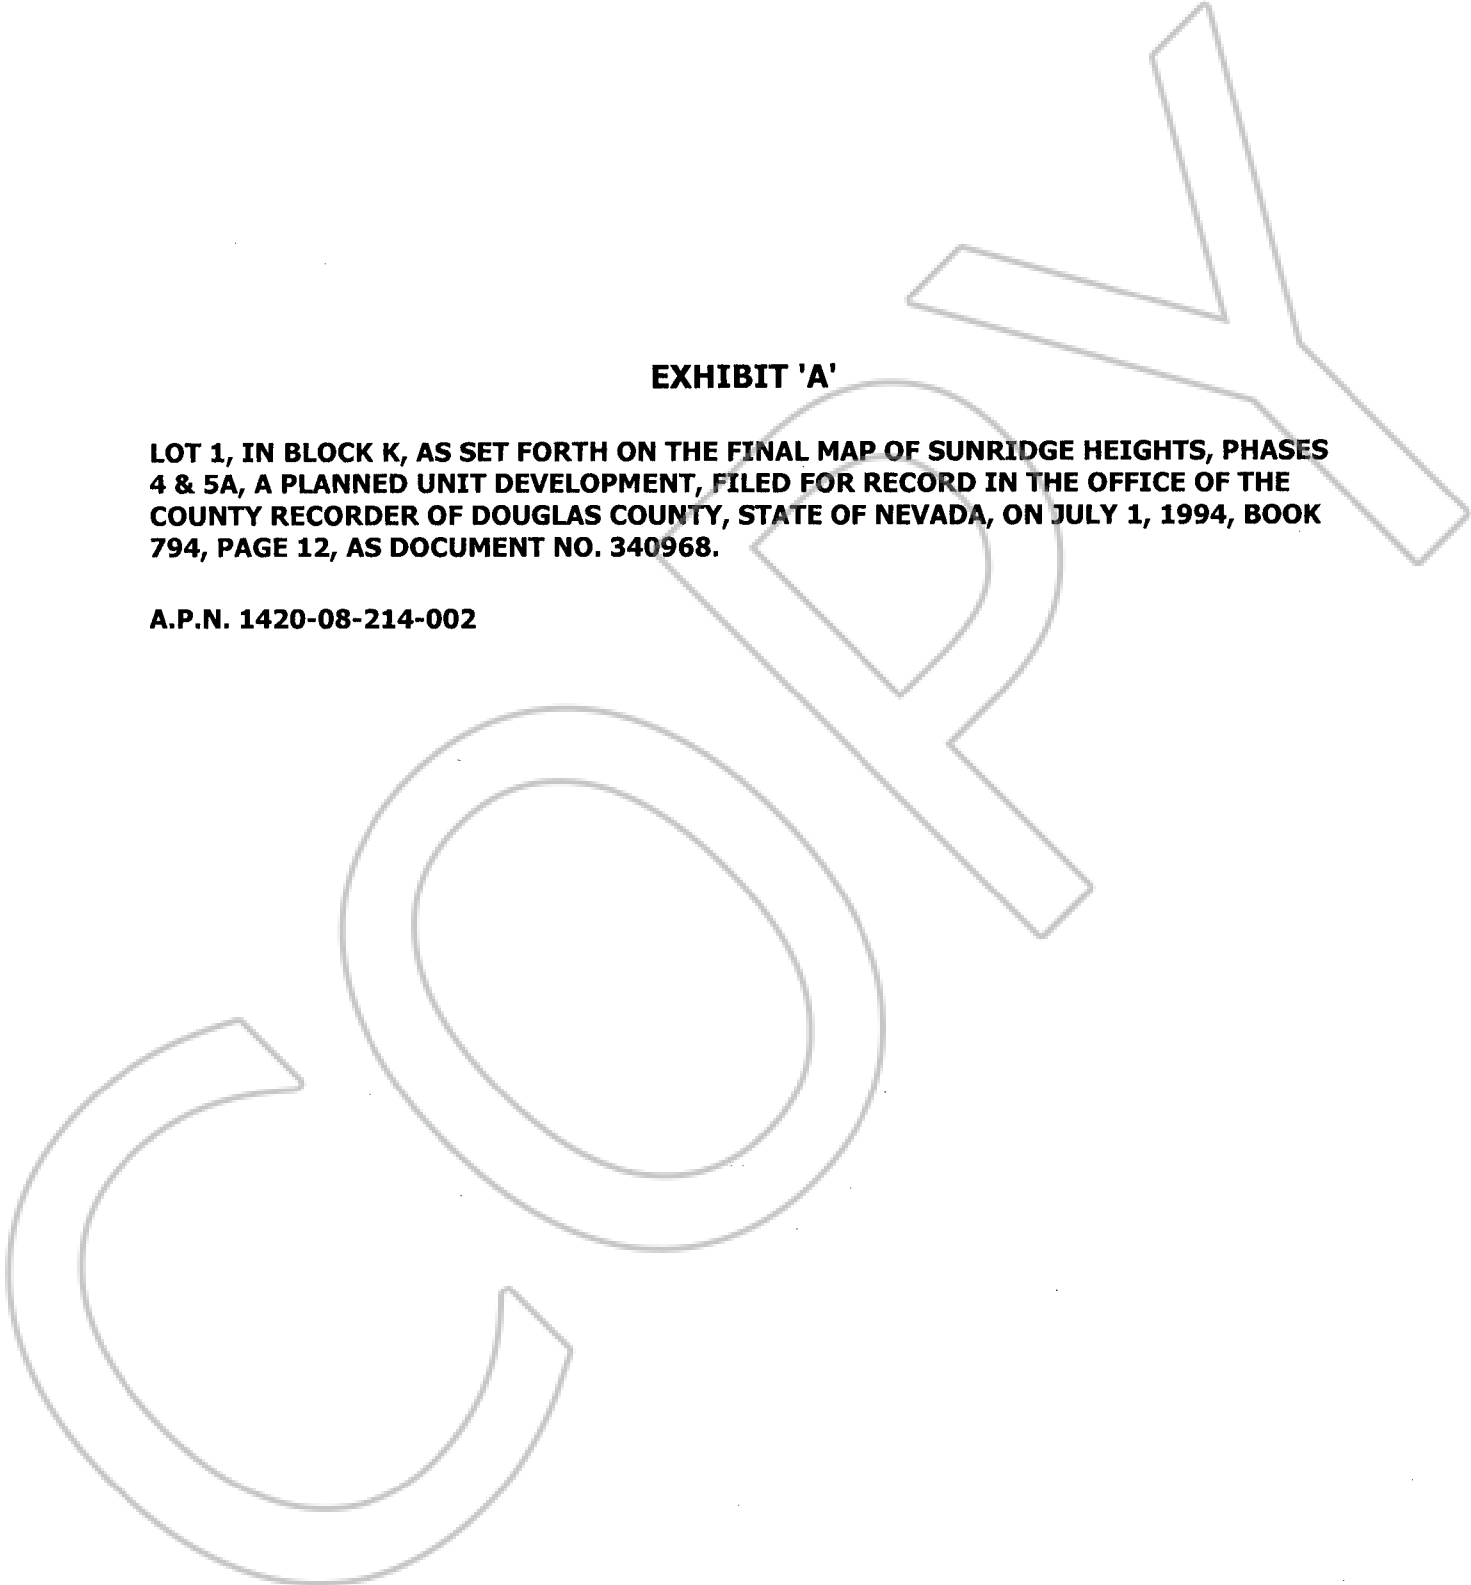 EXHIBIT 'A'
LOT 1, IN BLOCK K, AS SET FORTH ON THE FINAL MAP OF SUNRIDGE HEIGHTS, PHASES
4 & 5A, A PLANNED UNIT DEVELOPMENT, FILED FOR RECORD IN THE OFFICE OF THE
COUNTY RECORDER OF DOUGLAS COUNTY, STATE OF NEVADA, ON JULY 1, 1994, BOOK
794, PAGE 12, AS DOCUMENT NO. 340968.
A.P.N. 1420-08-214-002
COPY